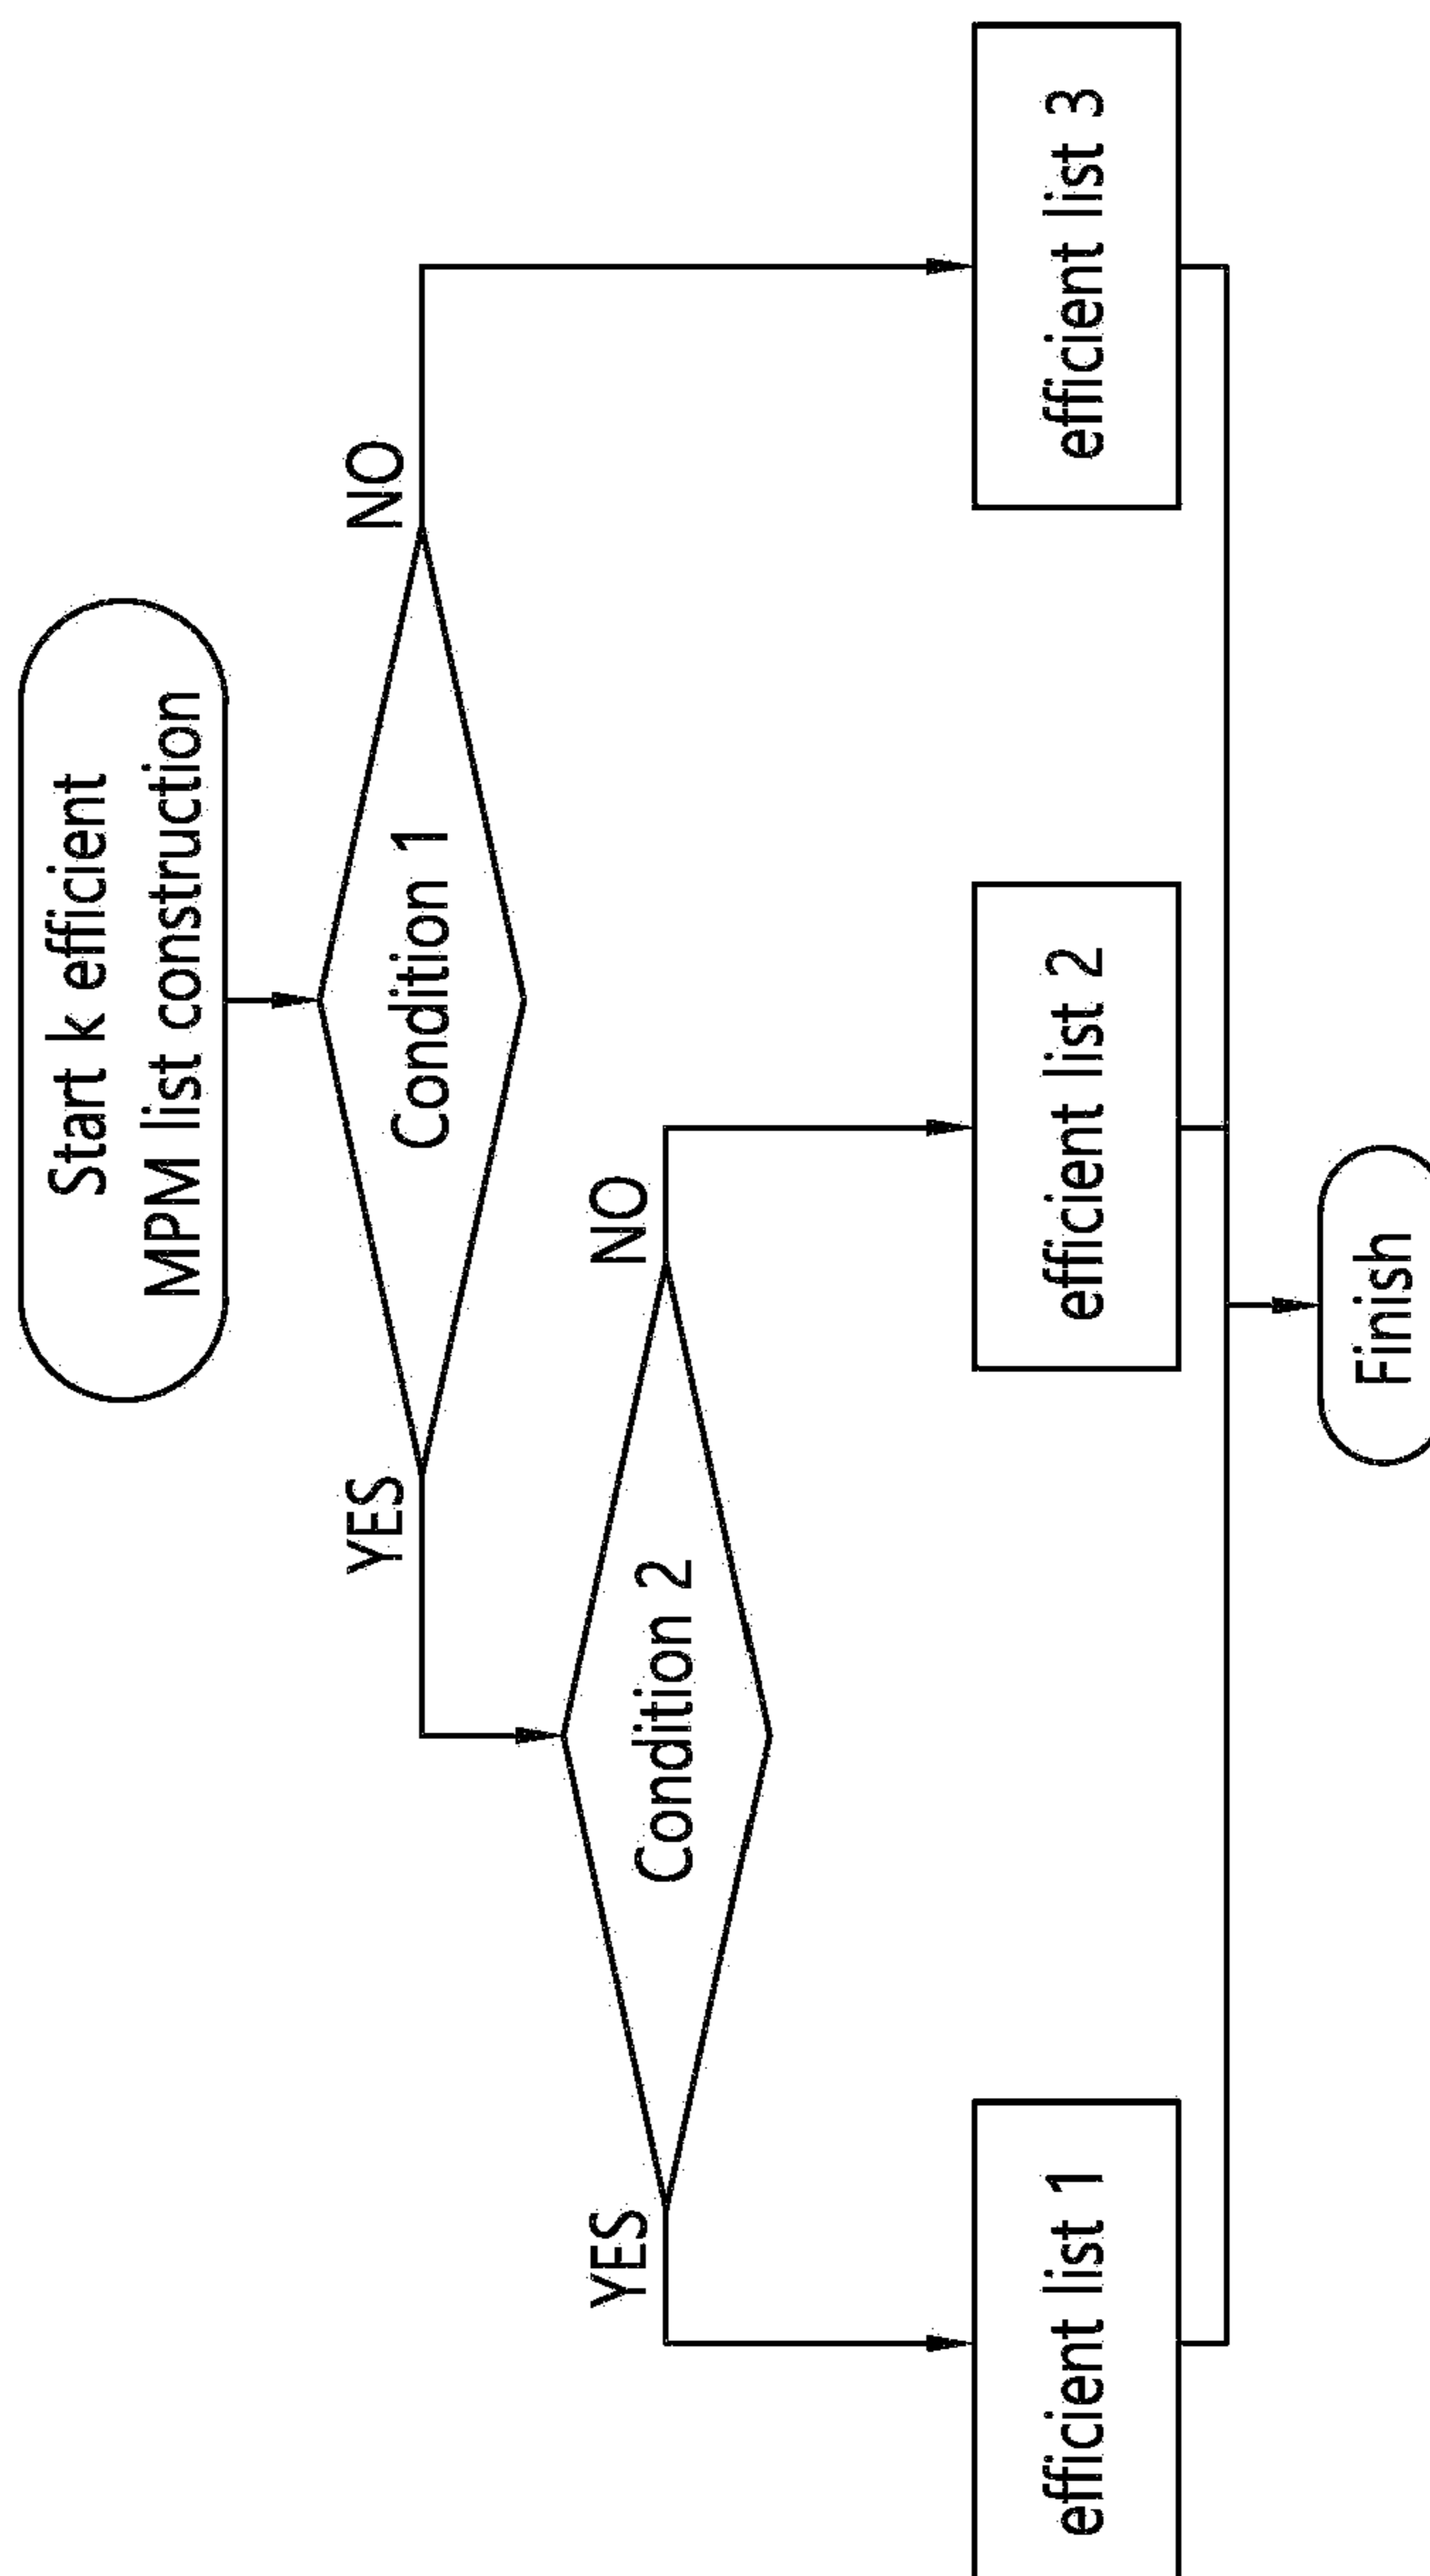 Start k efficient
MPM list construction
Condition 1
YES
NO
Condition 2
YES
NO
efficient list 1
efficient list 2
efficient list 3
Finish